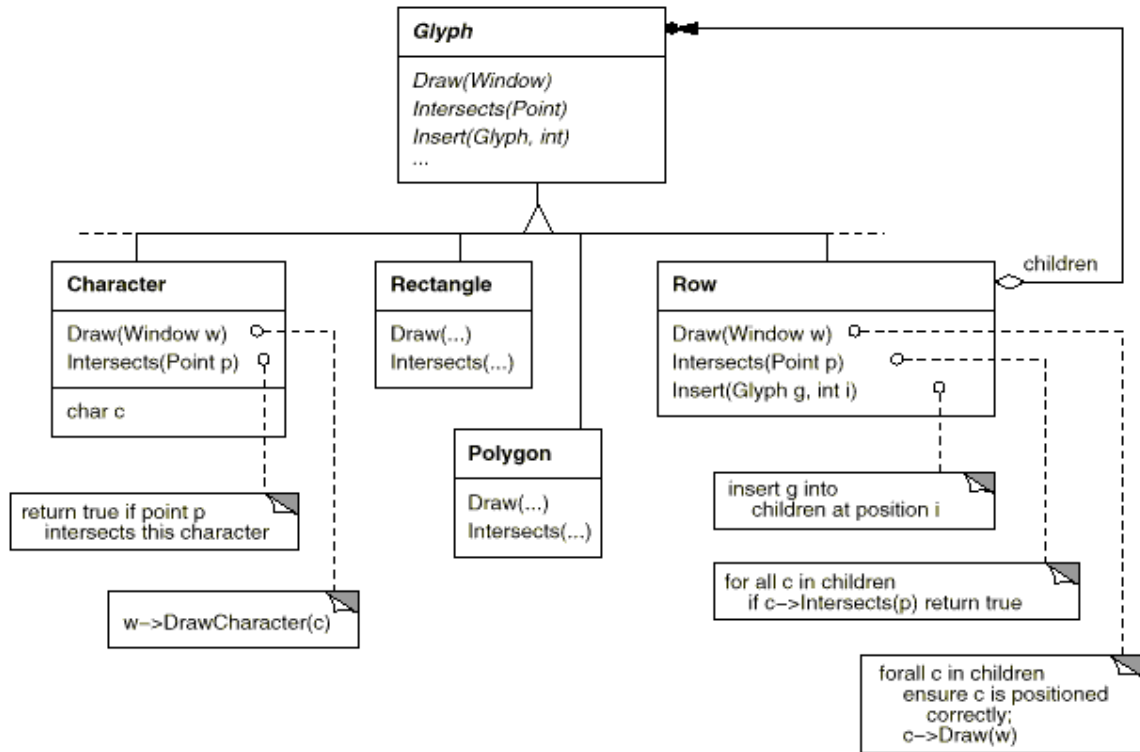 Glyph
Draw(Window)
Intersects(Point)
Insert(Glyph, int)
...
children
Character
Draw(Window w)
Intersects(Point p)
char c
Rectangle
Draw(...)
Intersects(...)
Row
Draw(Window w)
Intersects(Point p)
Insert(Glyph g, int i)
Polygon
Draw(...)
Intersects(...)
return true if point p
intersects this character
w->DrawCharacter(c)
insert g into
children at position i
for all c in children
if c->Intersects(p) return true
forall c in children
ensure c is positioned
correctly;
c->Draw(w)